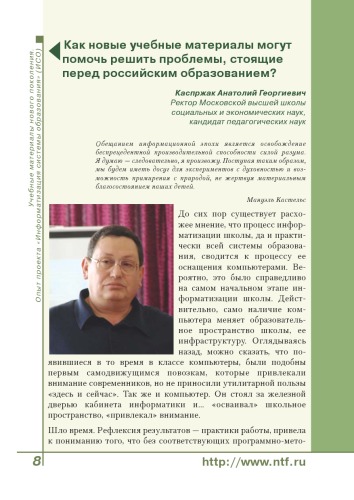 Учебные материалы нового поколения.
Опыт проекта «Информатизация системы образования» (ИСО)
Как новые учебные материалы могут
помочь решить проблемы, стоящие
перед российским образованием?
Каспржак Анатолий Георгиевич
Ректор Московской высшей школы
социальных и экономических наук,
кандидат педагогических наук
Обещанием информационной эпохи является освобождение
беспрецедентной производительной способности силой разума.
Я думаю — следовательно, я произвожу. Поступая таким образом,
мы будем иметь досуг для экспериментов с духовностью и воз-
можность примирения с природой, не жертвуя материальным
благосостоянием наших детей.
Мануэль Кастельс
До сих пор существует расхо-
жее мнение, что процесс инфор-
матизации школы, да и практи-
чески всей системы образова-
ния, сводится к процессу ее
оснащения компьютерами. Ве-
роятно, это было справедливо
на самом начальном этапе ин-
форматизации школы. Дейст-
вительно, само наличие ком-
пьютера меняет образователь-
ное пространство школы, ее
инфраструктуру. Оглядываясь
назад, можно сказать, что по-
явившиеся в то время в классе компьютеры, были подобны
первым самодвижущимся повозкам, которые привлекали
внимание современников, но не приносили утилитарной пользы
«здесь и сейчас». Так же и компьютер. Он стоял за железной
дверью кабинета информатики и... «осваивал» школьное
пространство, «привлекал» внимание.
Шло время. Рефлексия результатов — практики работы, привела
к пониманию того, что без соответствующих программно-мето-
8
http://www.ntf.ru